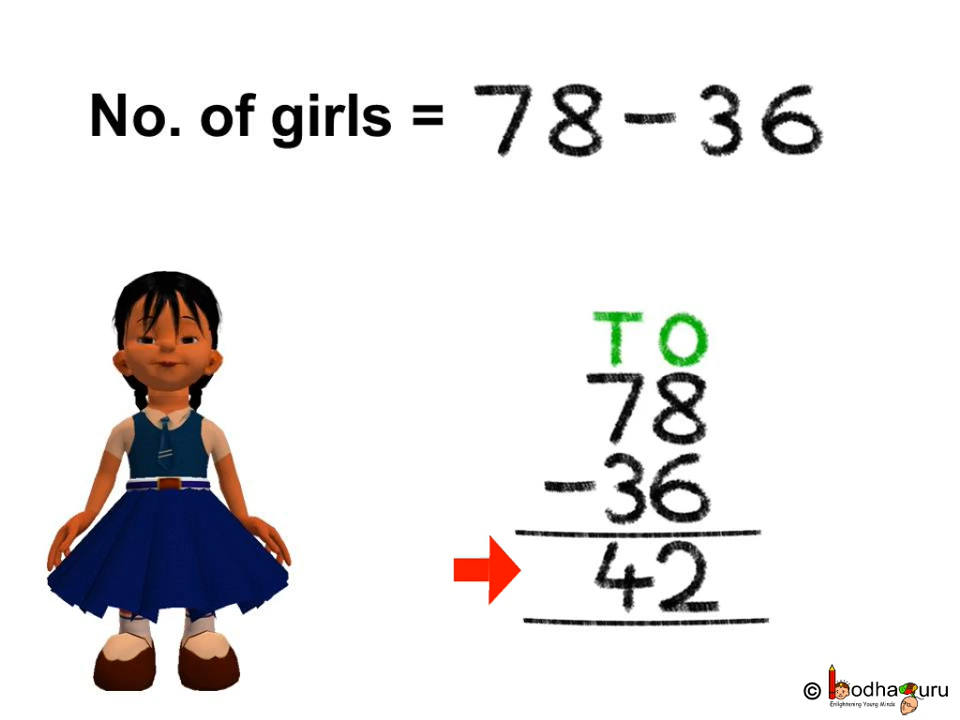 No. of girls = 78-36
TO
78
-36
42
© BodhaGuru
Enlightening Young Minds